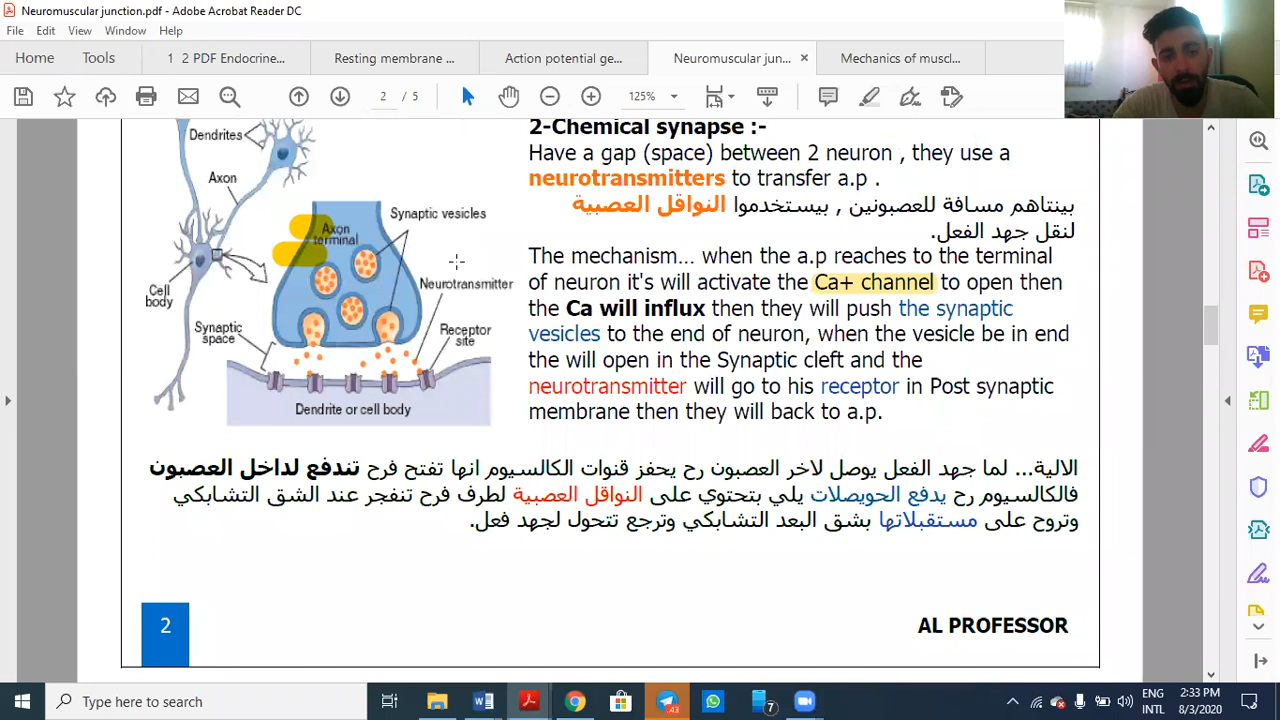 Neuromuscular junction.pdf - Adobe Acrobat Reader DC
File Edit View Window Help
Home Tools 1 2 PDF Endocrine... Resting membrane ... Action potential ge... Neuromuscular jun... × Mechanics of muscl...
2 / 5 125%
Dendrites
Axon
Cell
body
Axon
terminal
Synaptic vesicles
Neurotransmitter
Synaptic
space
Receptor
site
Dendrite or cell body
2-Chemical synapse :-
Have a gap (space) between 2 neuron , they use a
neurotransmitters to transfer a.p .
بينتاهم مسافة للعصبونين , بيستخدموا النواقل العصبية
لنقل جهد الفعل.
The mechanism... when the a.p reaches to the terminal
of neuron it's will activate the Ca+ channel to open then
the Ca will influx then they will push the synaptic
vesicles to the end of neuron, when the vesicle be in end
the will open in the Synaptic cleft and the
neurotransmitter will go to his receptor in Post synaptic
membrane then they will back to a.p.
الالية... لما جهد الفعل يوصل لاخر العصبون رح يحفز قنوات الكالسيوم انها تفتح فرح تندفع لداخل العصبون
فالكالسيوم رح يدفع الحويصلات يلي بتحتوي على النواقل العصبية لطرف فرح تنفجر عند الشق التشابكي
وتروح على مستقبلاتها بشق البعد التشابكي وترجع تتحول لجهد فعل.
2
AL PROFESSOR
Type here to search
43
7
ENG
INTL
2:33 PM
8/3/2020